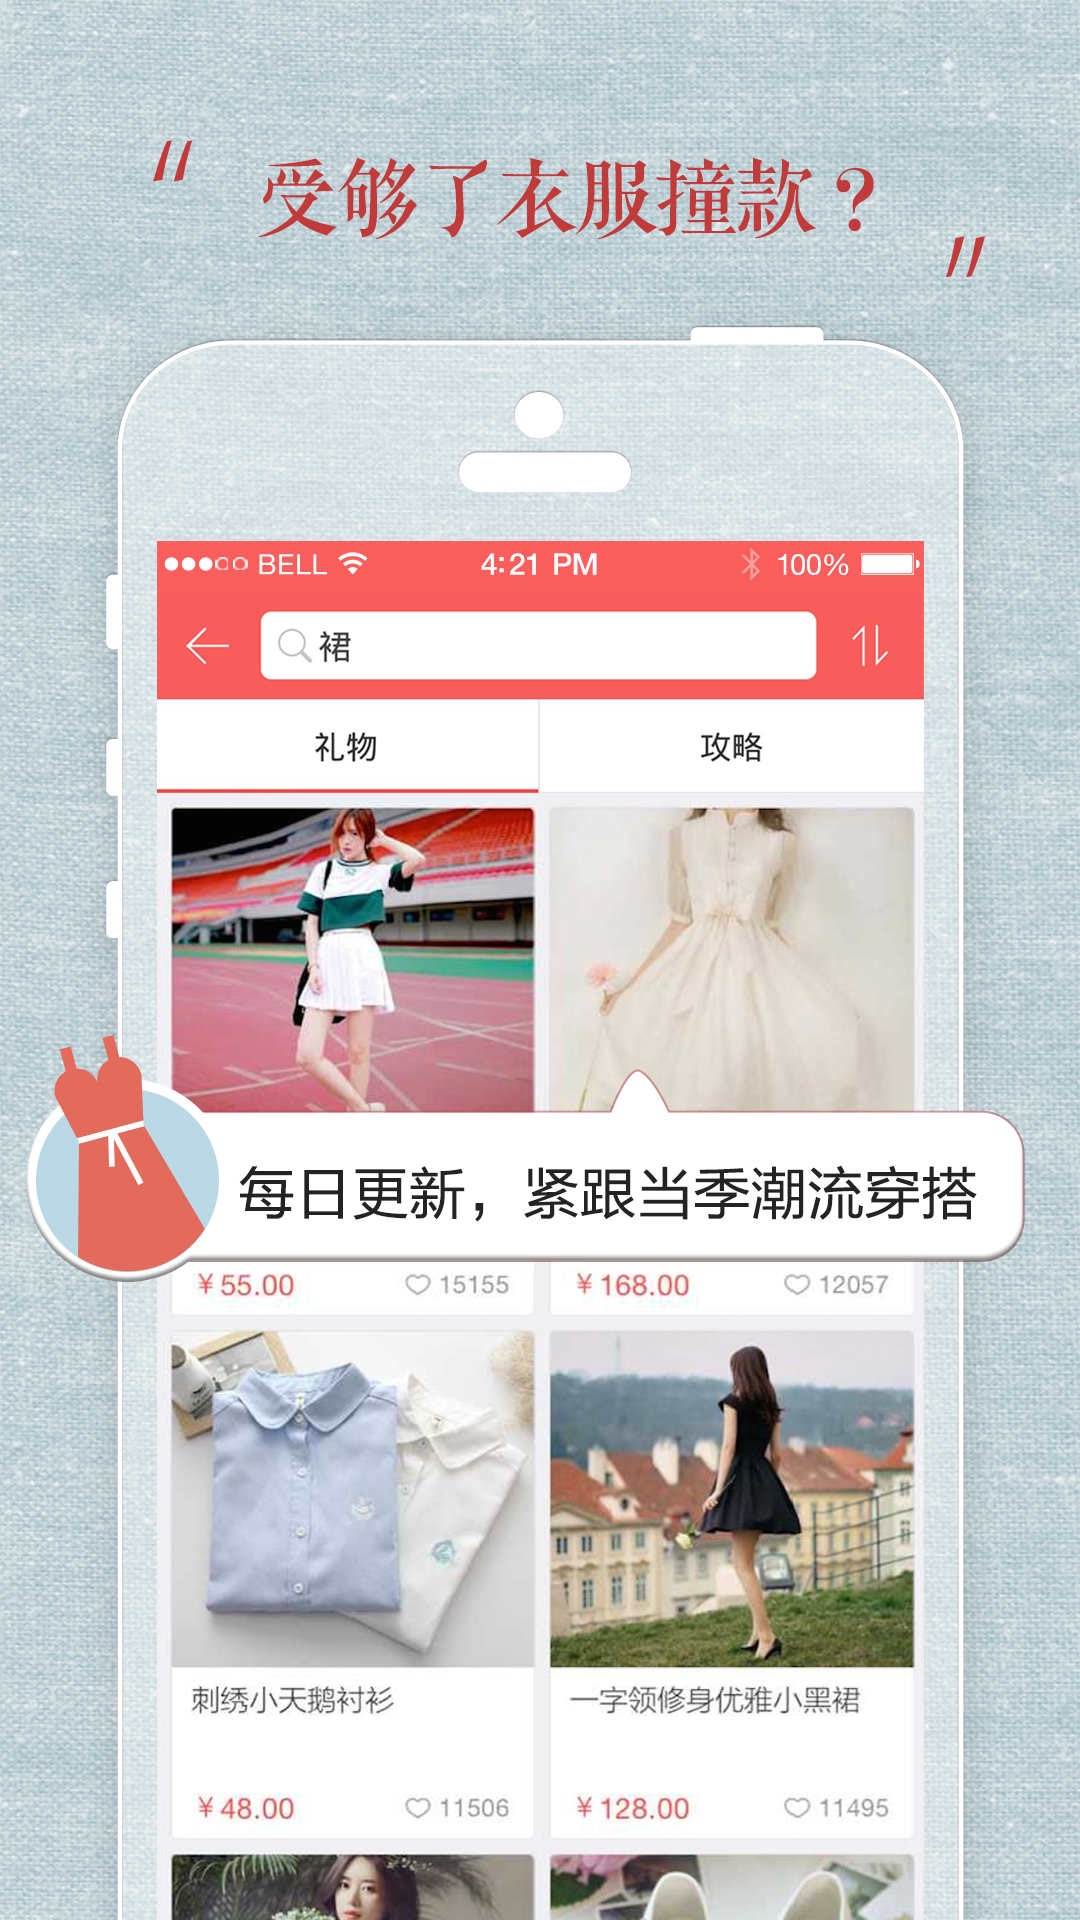 受够了衣服撞款？
BELL 4:21 PM 100%
裙
礼物 攻略
每日更新，紧跟当季潮流穿搭
￥55.00 15155 ￥168.00 12057
刺绣小天鹅衬衫 一字领修身优雅小黑裙
￥48.00 11506 ￥128.00 11495